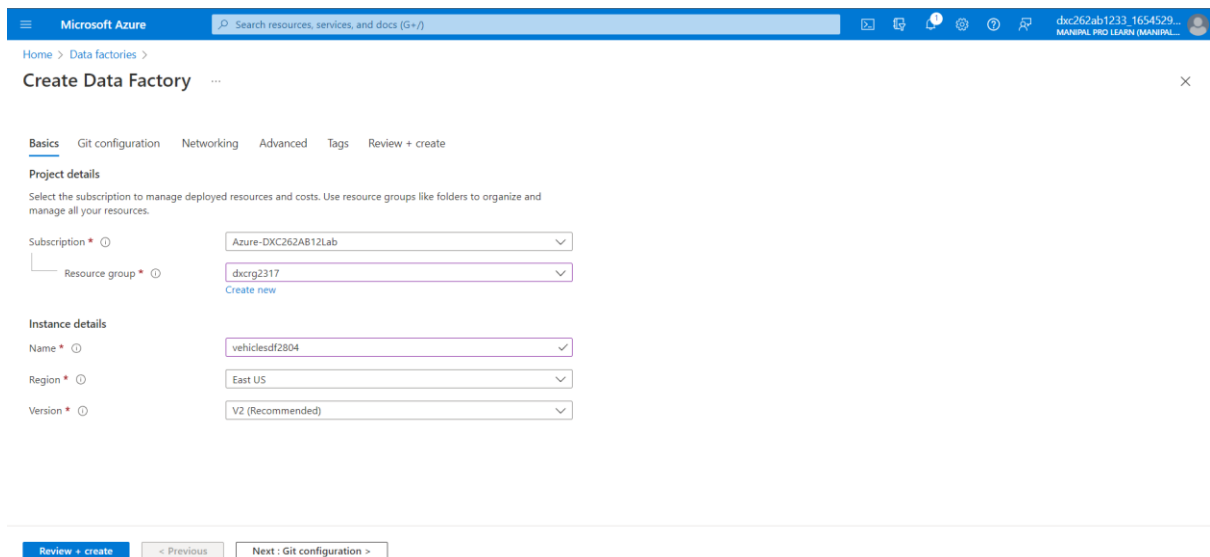 Microsoft Azure
Search resources, services, and docs (G+/)
1
dxc262ab1233_1654529...
MANIPAL PRO LEARN (MANIPAL...
Home > Data factories >
Create Data Factory ...
Basics Git configuration Networking Advanced Tags Review + create
Project details
Select the subscription to manage deployed resources and costs. Use resource groups like folders to organize and
manage all your resources.
Subscription * Azure-DXC262AB12Lab
Resource group * dxcrg2317
Create new
Instance details
Name * vehiclesdf2804
Region * East US
Version * V2 (Recommended)
Review + create < Previous Next : Git configuration >